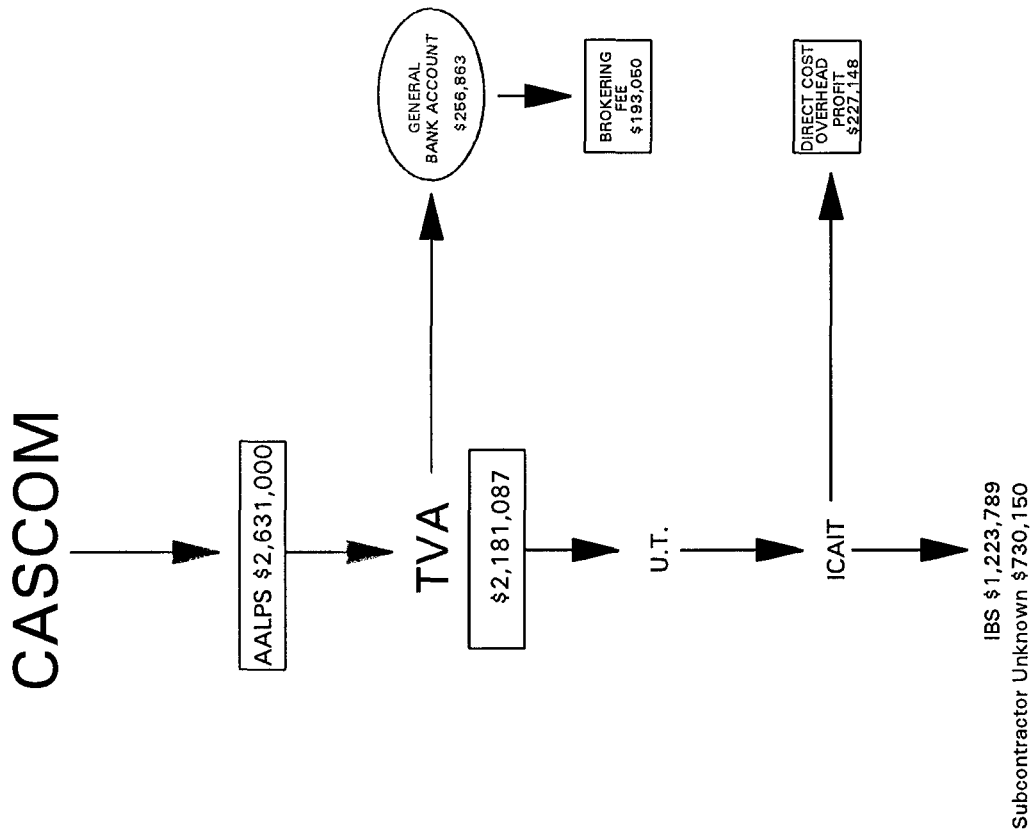 CASCOM
AALPS $2,631,000
TVA
$2,181,087
GENERAL
BANK ACCOUNT
$256,863
BROKERING
FEE
$193,050
U.T.
ICAIT
DIRECT COST
OVERHEAD
PROFIT
$227,148
IBS $1,223,789
Subcontractor Unknown $730,150